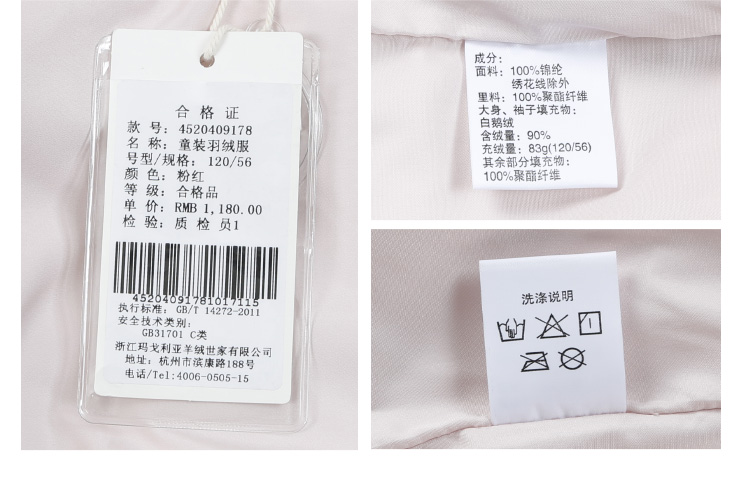 合格证
款 号: 4520409178
名 称: 童装羽绒服
号型/规格: 120/56
颜 色: 粉红
等 级: 合格品
单 价: RMB 1,180.00
检 验: 质 检 员1
45204091781017115
执行标准: GB/T 14272-2011
安全技术类别:
GB31701 C类
浙江玛戈利亚羊绒世家有限公司
地址: 杭州市滨康路188号
电话/Tel:4006-0505-15
成分:
面料: 100%锦纶
绣花线除外
里料: 100%聚酯纤维
大身、袖子填充物:
白鹅绒
含绒量: 90%
充绒量: 83g(120/56)
其余部分填充物:
100%聚酯纤维
洗涤说明